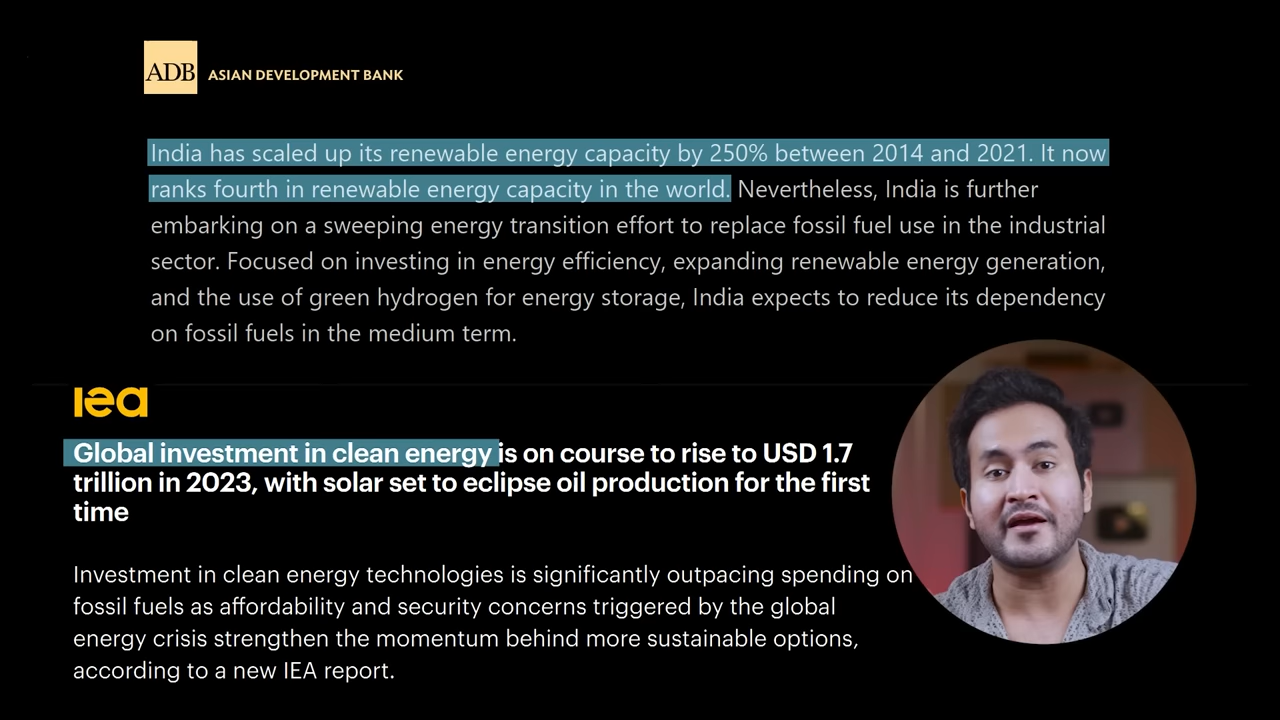 ADB ASIAN DEVELOPMENT BANK
India has scaled up its renewable energy capacity by 250% between 2014 and 2021. It now
ranks fourth in renewable energy capacity in the world. Nevertheless, India is further
embarking on a sweeping energy transition effort to replace fossil fuel use in the industrial
sector. Focused on investing in energy efficiency, expanding renewable energy generation,
and the use of green hydrogen for energy storage, India expects to reduce its dependency
on fossil fuels in the medium term.
iea
Global investment in clean energy is on course to rise to USD 1.7
trillion in 2023, with solar set to eclipse oil production for the first
time
Investment in clean energy technologies is significantly outpacing spending on
fossil fuels as affordability and security concerns triggered by the global
energy crisis strengthen the momentum behind more sustainable options,
according to a new IEA report.